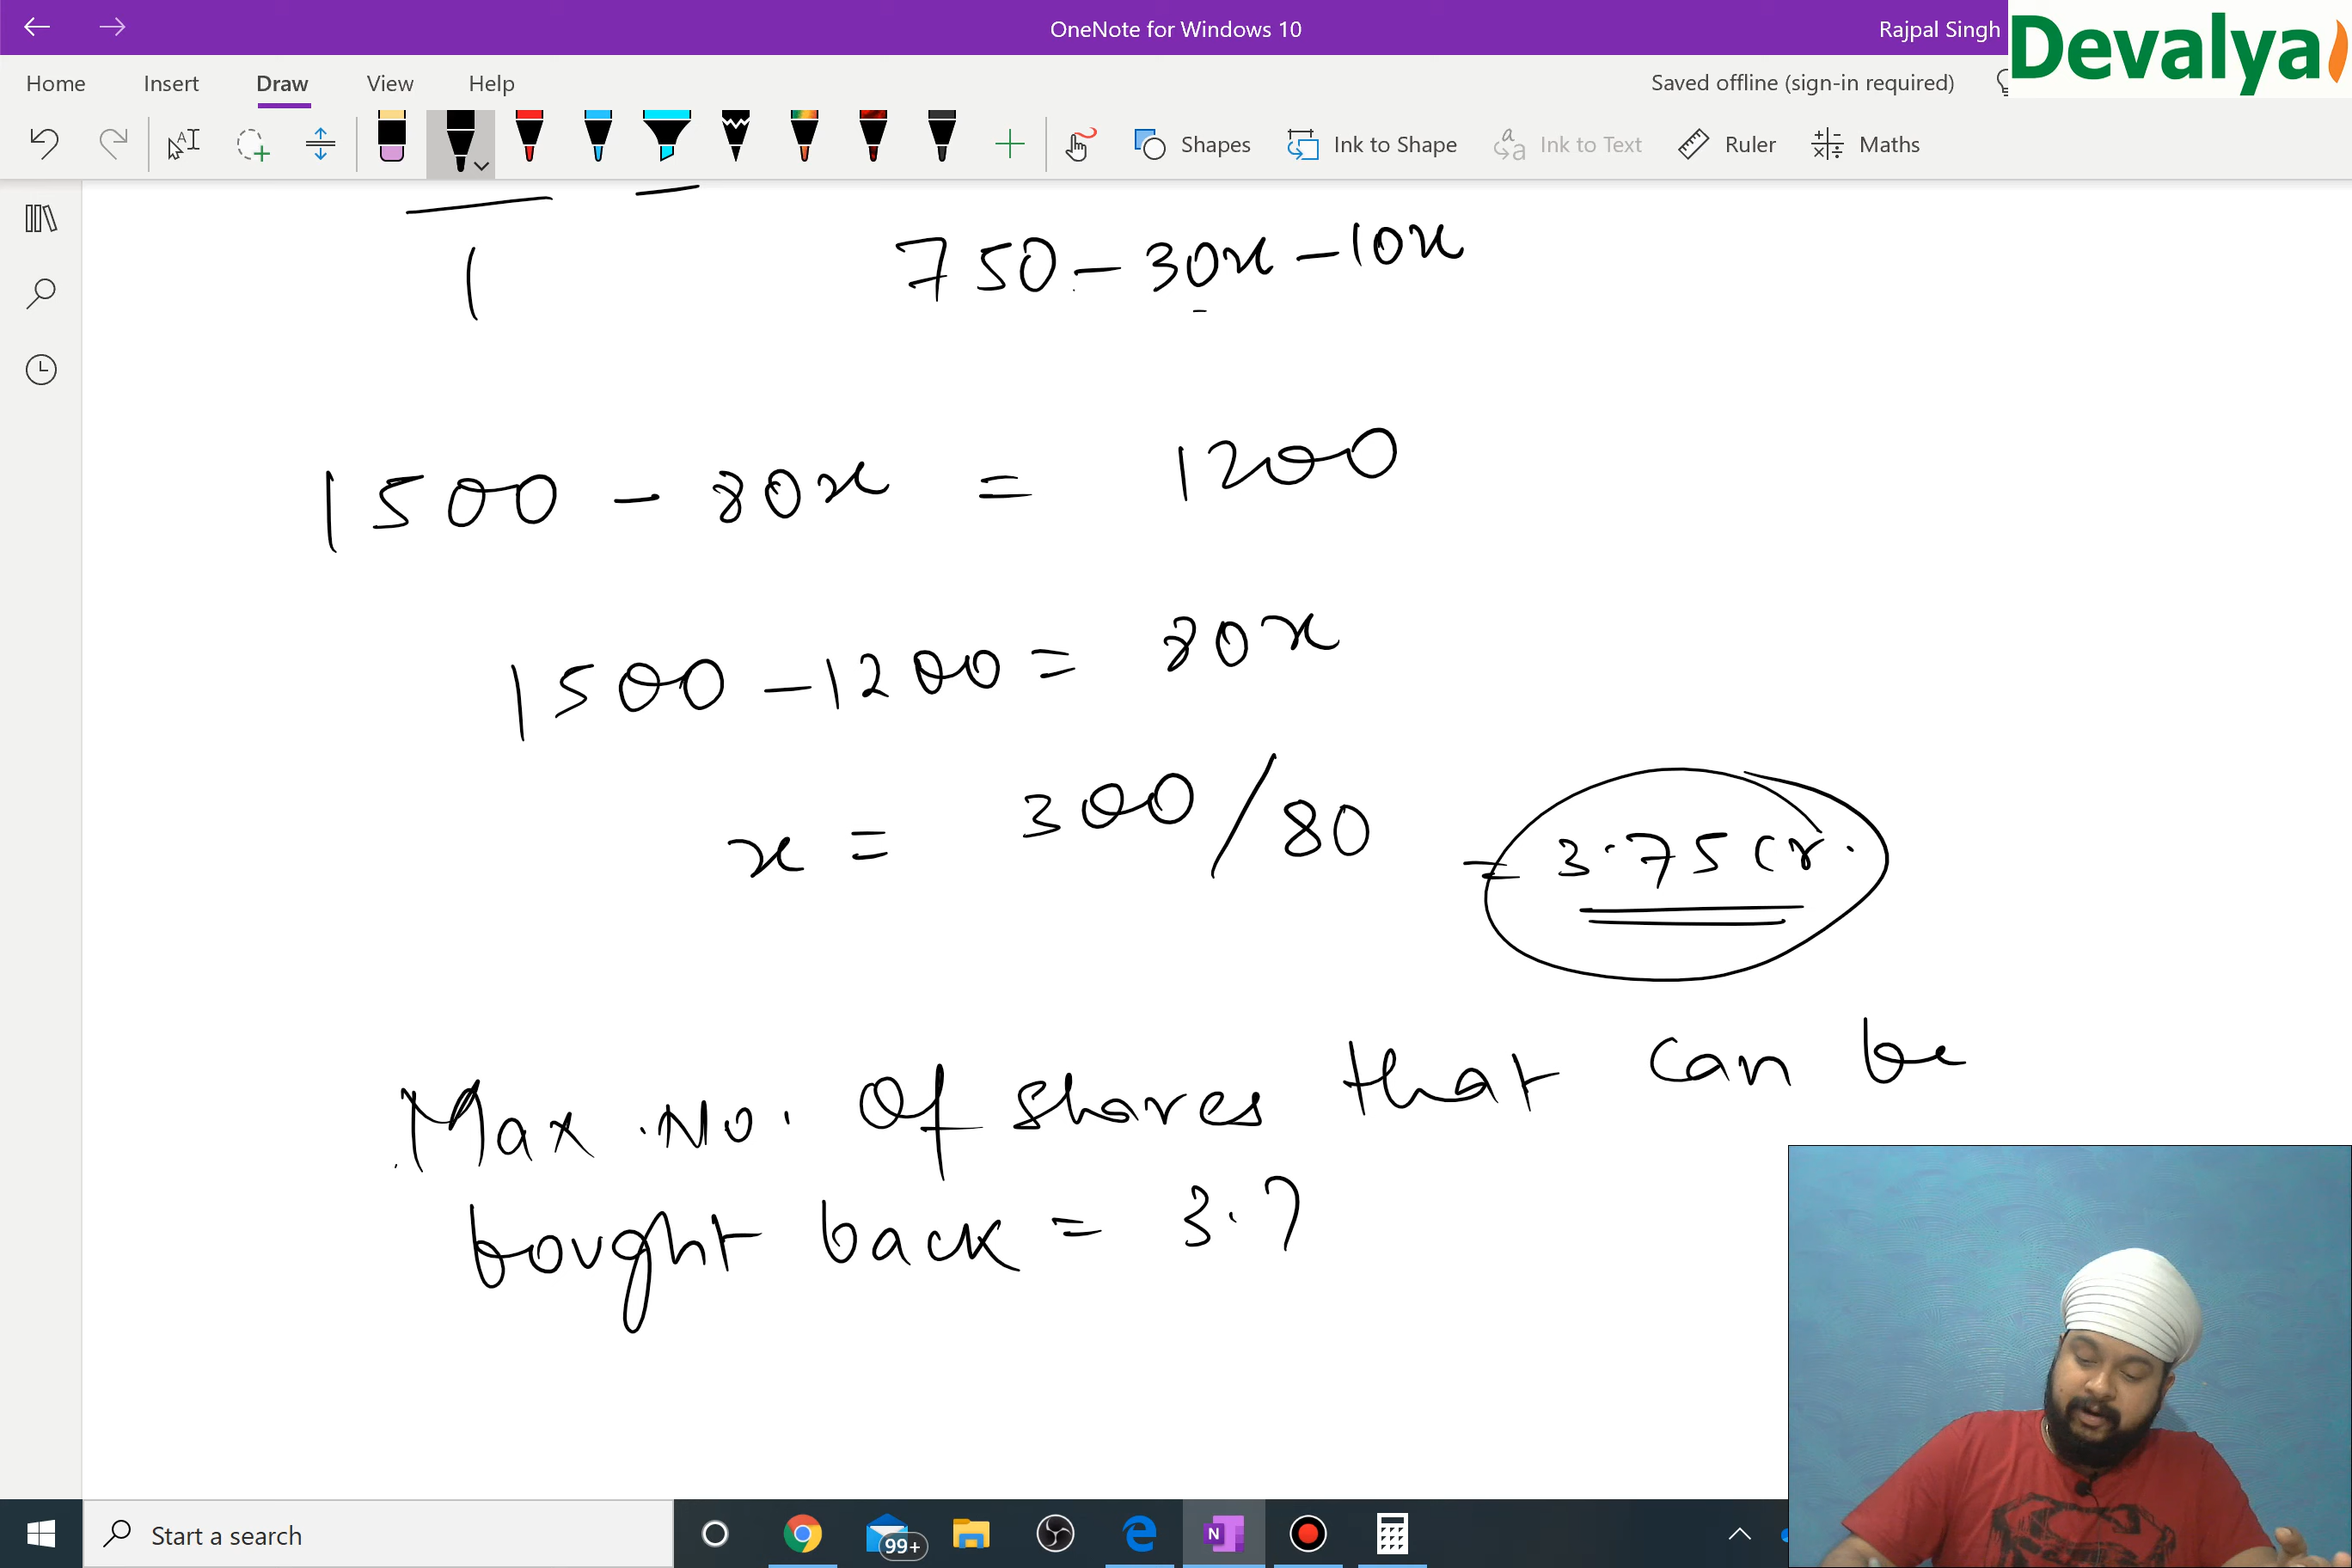 OneNote for Windows 10
Rajpal Singh
Devalya
Home Insert Draw View Help
Saved offline (sign-in required)
Shapes Ink to Shape Ink to Text Ruler Maths
1 750-30x-10x
1500 - 80x = 1200
1500 - 1200 = 80x
x = 300/80 = 3.75 Cr.
Max. No. Of shares that can be
bought back = 3.7
Start a search
99+